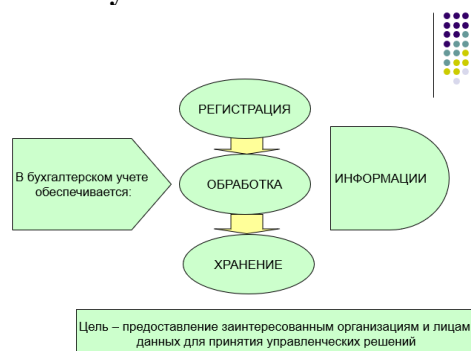 РЕГИСТРАЦИЯ
В бухгалтерском учете
обеспечивается:
ОБРАБОТКА
ИНФОРМАЦИИ
ХРАНЕНИЕ
Цель – предоставление заинтересованным организациям и лицам
данных для принятия управленческих решений